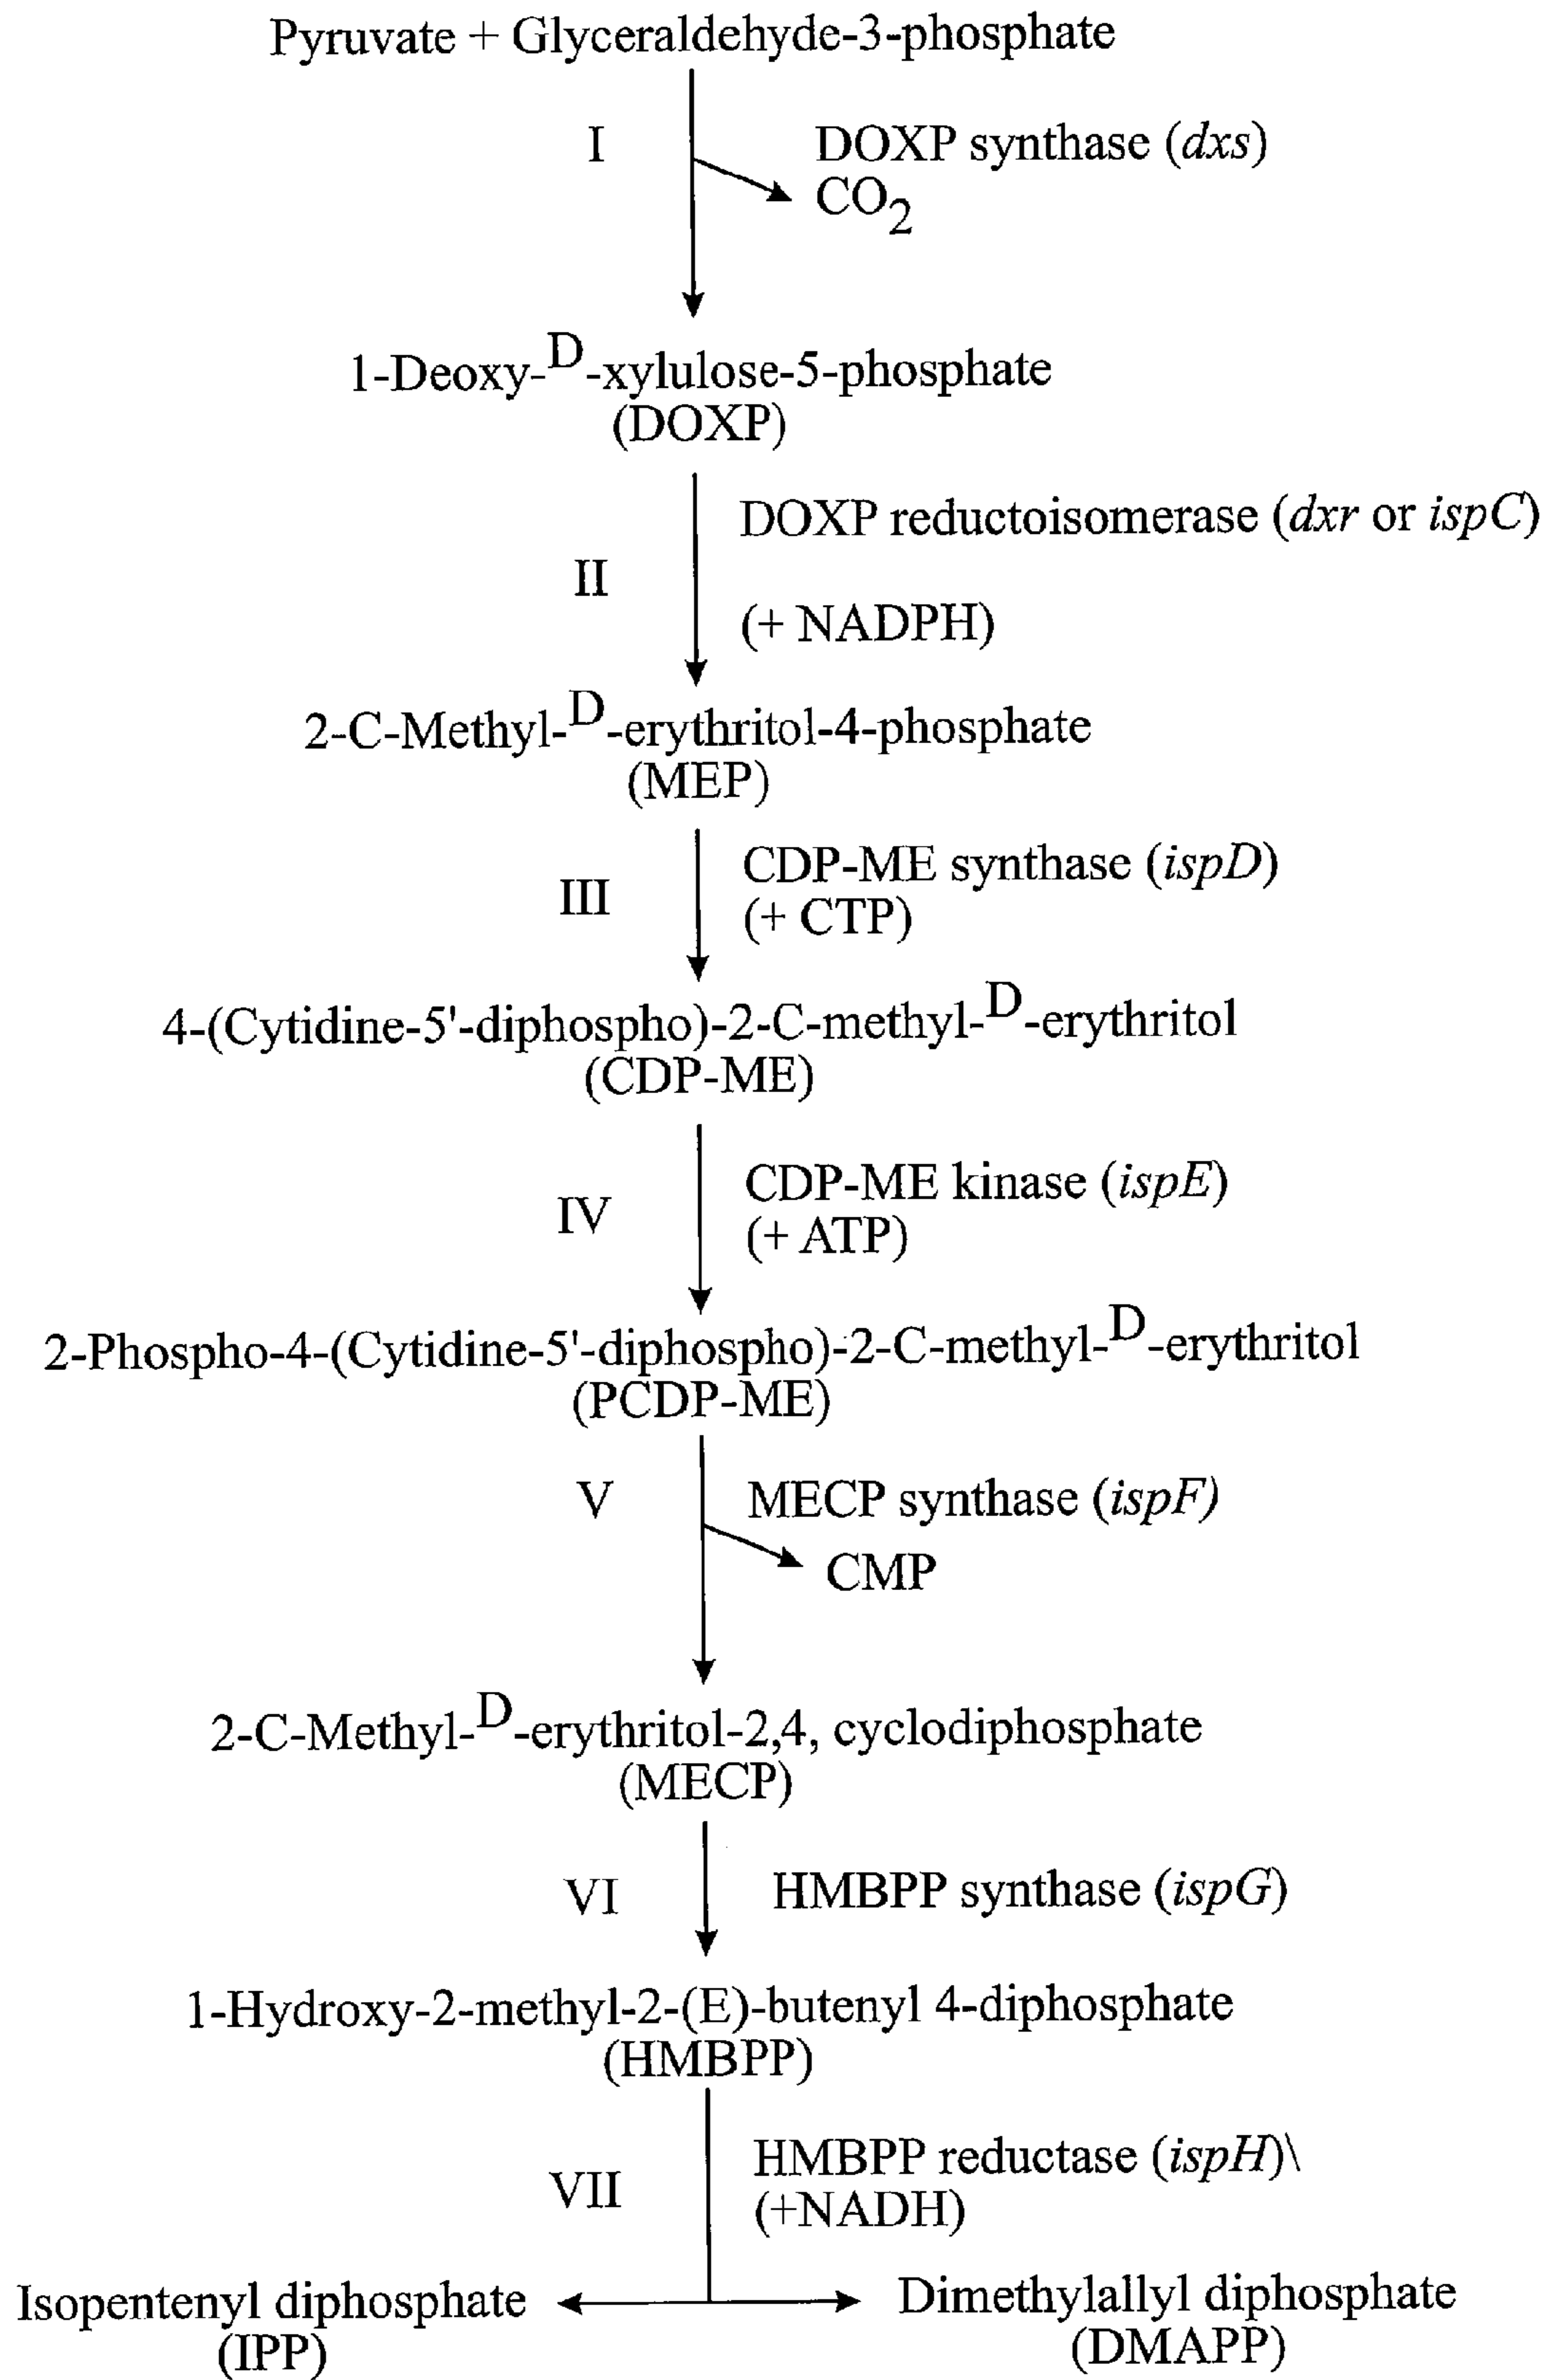 Pyruvate + Glyceraldehyde-3-phosphate
I
DOXP synthase (dxs)
CO2
1-Deoxy-D-xylulose-5-phosphate
(DOXP)
DOXP reductoisomerase (dxr or ispC)
II
(+ NADPH)
2-C-Methyl-D-erythritol-4-phosphate
(MEP)
CDP-ME synthase (ispD)
III
(+ CTP)
4-(Cytidine-5'-diphospho)-2-C-methyl-D-erythritol
(CDP-ME)
CDP-ME kinase (ispE)
IV
(+ ATP)
2-Phospho-4-(Cytidine-5'-diphospho)-2-C-methyl-D-erythritol
(PCDP-ME)
V
MECP synthase (ispF)
CMP
2-C-Methyl-D-erythritol-2,4, cyclodiphosphate
(MECP)
VI
HMBPP synthase (ispG)
1-Hydroxy-2-methyl-2-(E)-butenyl 4-diphosphate
(HMBPP)
HMBPP reductase (ispH)\
VII
(+NADH)
Isopentenyl diphosphate
(IPP)
Dimethylallyl diphosphate
(DMAPP)